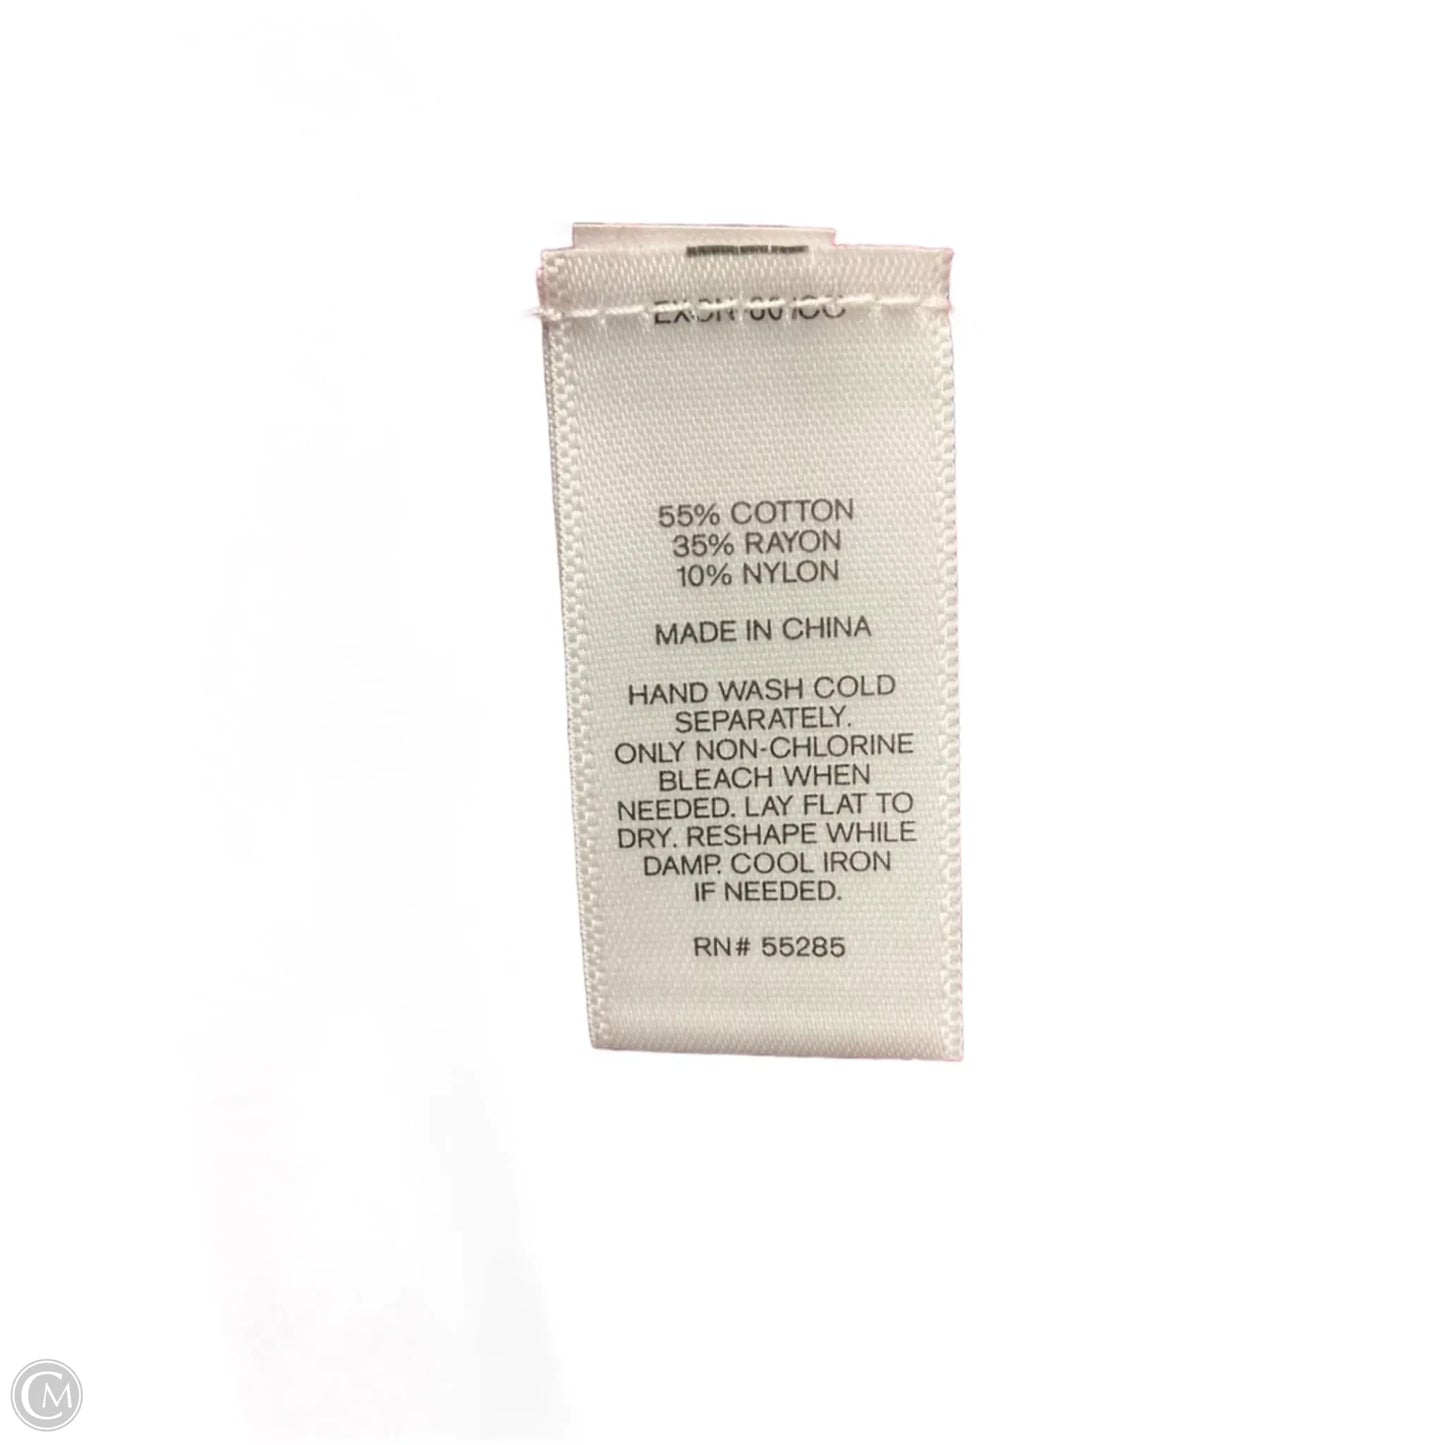 55% COTTON
35% RAYON
10% NYLON
MADE IN CHINA
HAND WASH COLD
SEPARATELY.
ONLY NON-CHLORINE
BLEACH WHEN
NEEDED. LAY FLAT TO
DRY. RESHAPE WHILE
DAMP. COOL IRON
IF NEEDED.
RN# 55285
CM